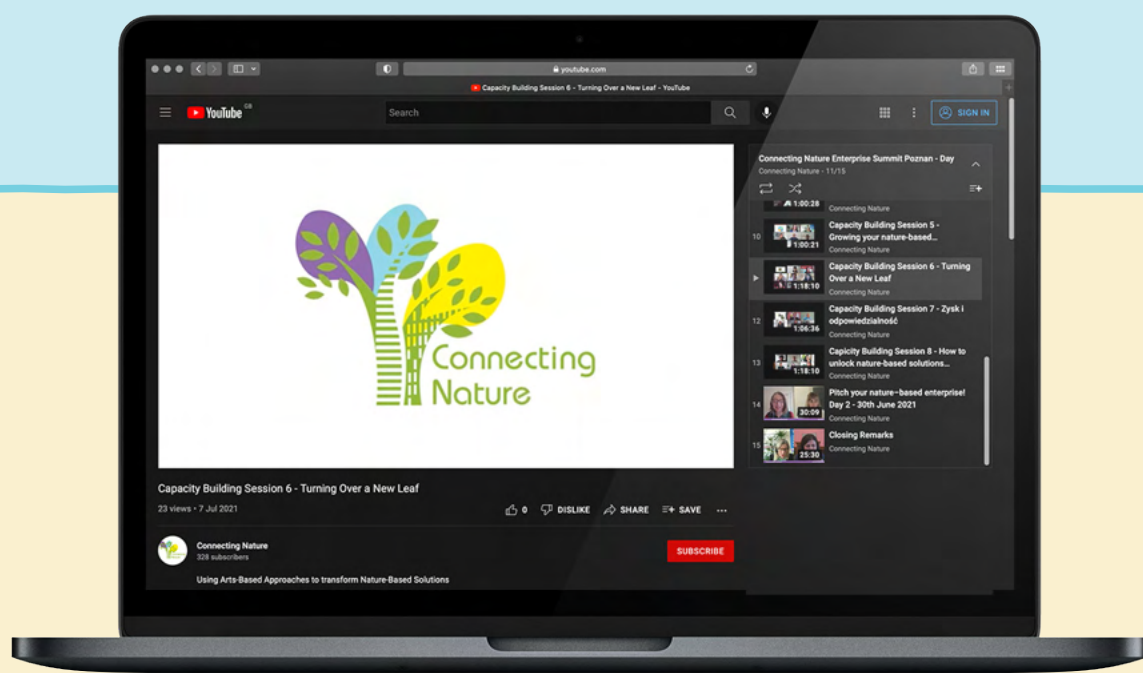 youtube.com
Capacity Building Session 6 - Turning Over a New Leaf - YouTube
YouTube GB
Search
SIGN IN
Connecting
Nature
Capacity Building Session 6 - Turning Over a New Leaf
23 views • 7 Jul 2021
0 DISLIKE SHARE SAVE ...
Connecting Nature
328 subscribers
SUBSCRIBE
Using Arts-Based Approaches to transform Nature-Based Solutions
Connecting Nature Enterprise Summit Poznan - Day
Connecting Nature - 11/15
1:00:28
Connecting Nature
10
1:00:21
Capacity Building Session 5 -
Growing your nature-based...
Connecting Nature
1:18:10
Capacity Building Session 6 - Turning
Over a New Leaf
Connecting Nature
12
1:06:36
Capacity Building Session 7 - Zysk i
odpowiedzialność
Connecting Nature
13
1:18:10
Capicity Building Session 8 - How to
unlock nature-based solutions...
Connecting Nature
14
30:09
Pitch your nature-based enterprise!
Day 2 - 30th June 2021
Connecting Nature
15
25:30
Closing Remarks
Connecting Nature